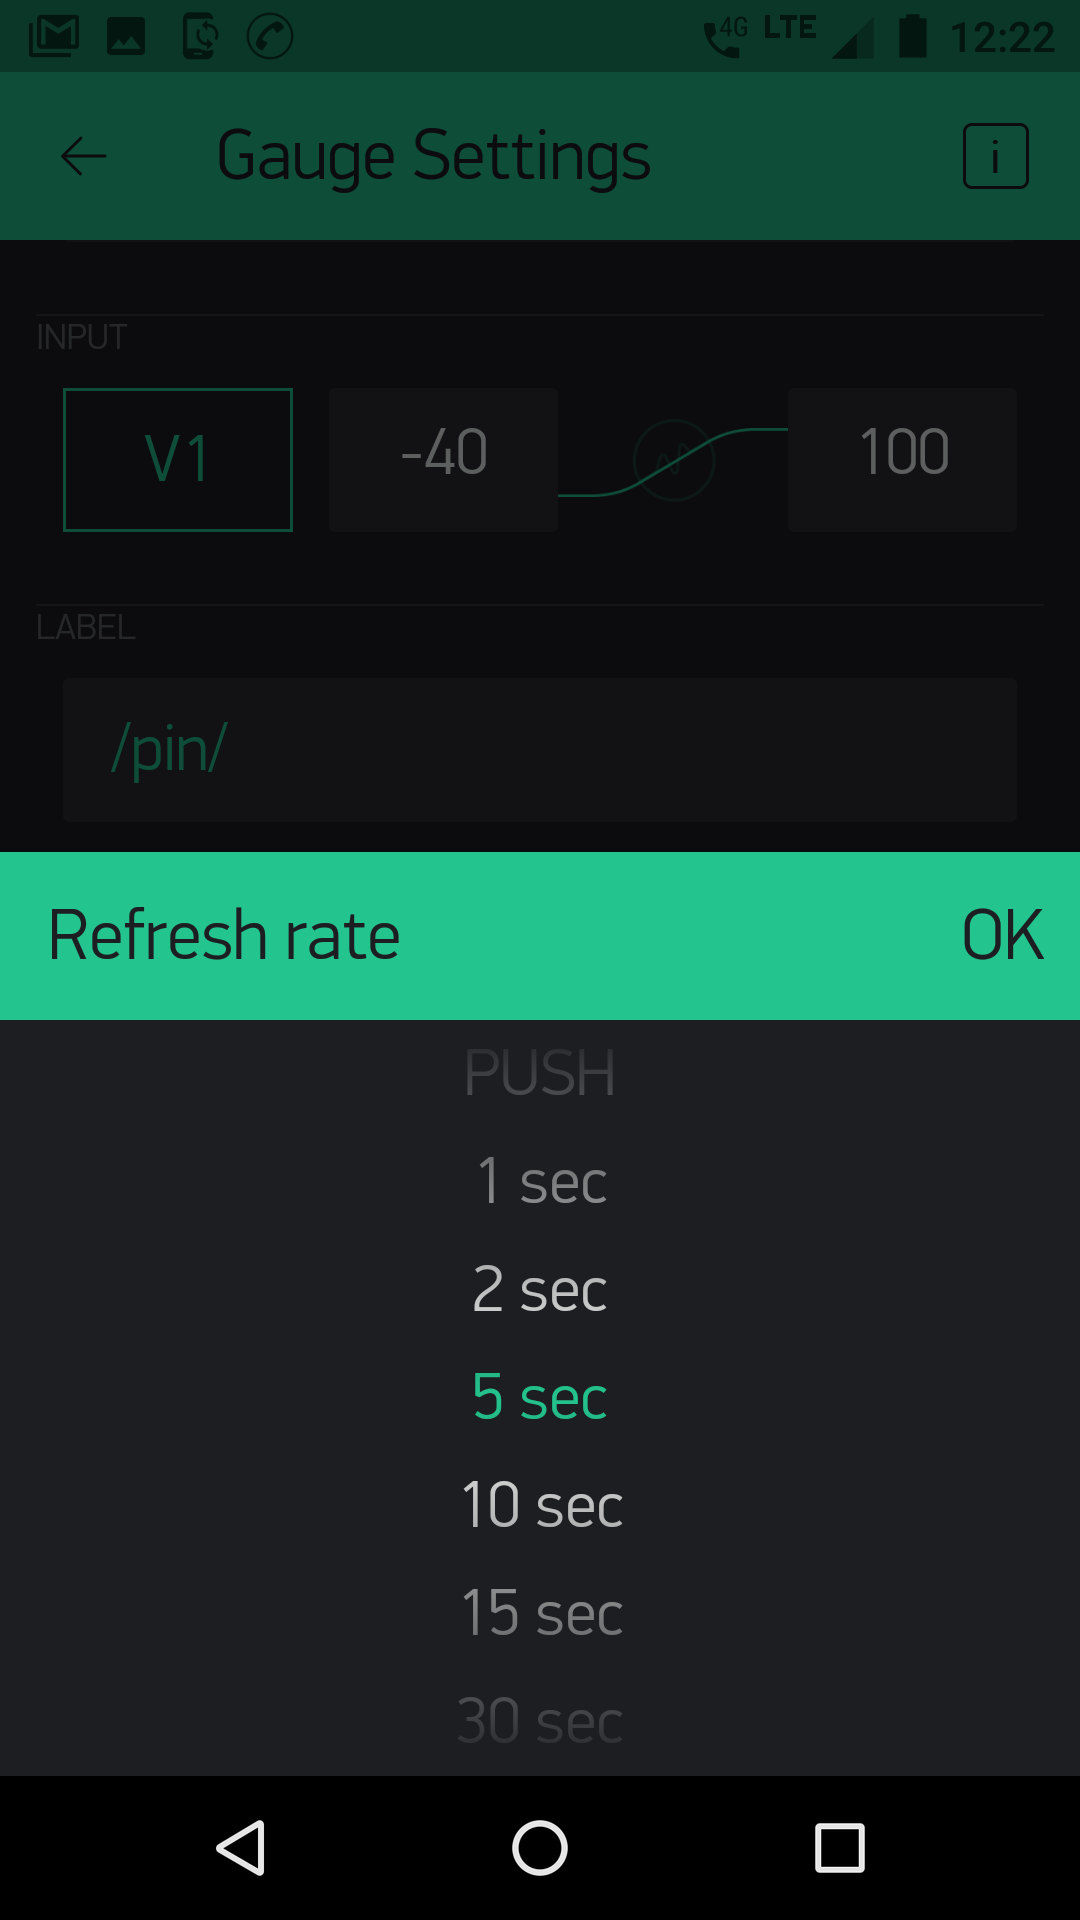 4G LTE 12:22
Gauge Settings i
INPUT
V1 -40 100
LABEL
/pin/
Refresh rate OK
PUSH
1 sec
2 sec
5 sec
10 sec
15 sec
30 sec